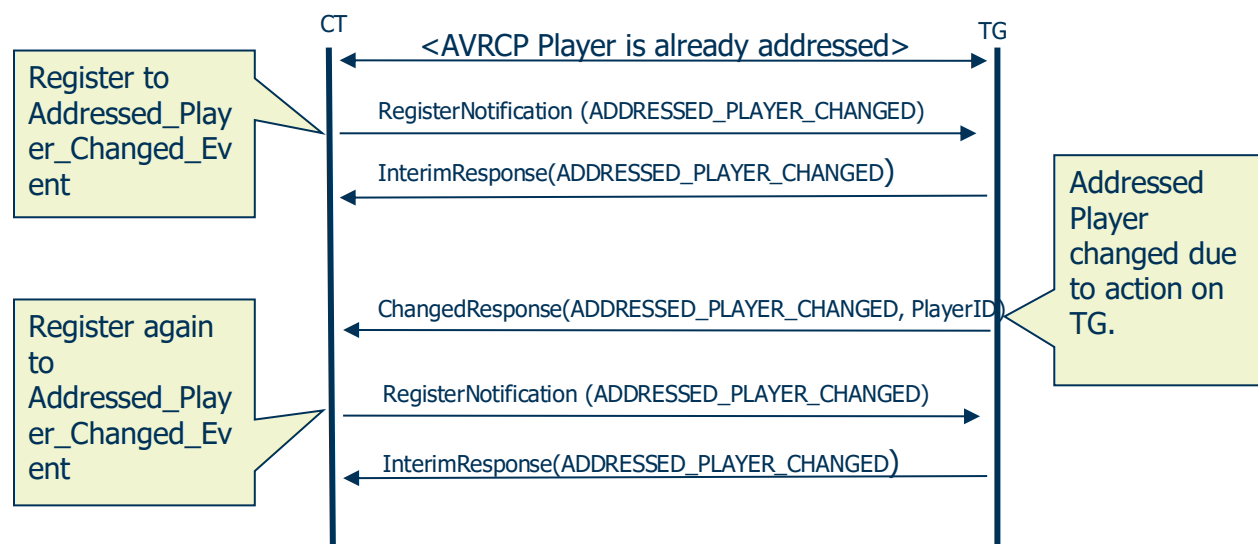 CT
TG
<AVRCP Player is already addressed>
Register to
Addressed_Play
er_Changed_Ev
ent
RegisterNotification (ADDRESSED_PLAYER_CHANGED)
InterimResponse(ADDRESSED_PLAYER_CHANGED)
Addressed
Player
changed due
to action on
TG.
ChangedResponse(ADDRESSED_PLAYER_CHANGED, PlayerID)
Register again
to
Addressed_Play
er_Changed_Ev
ent
RegisterNotification (ADDRESSED_PLAYER_CHANGED)
InterimResponse(ADDRESSED_PLAYER_CHANGED)